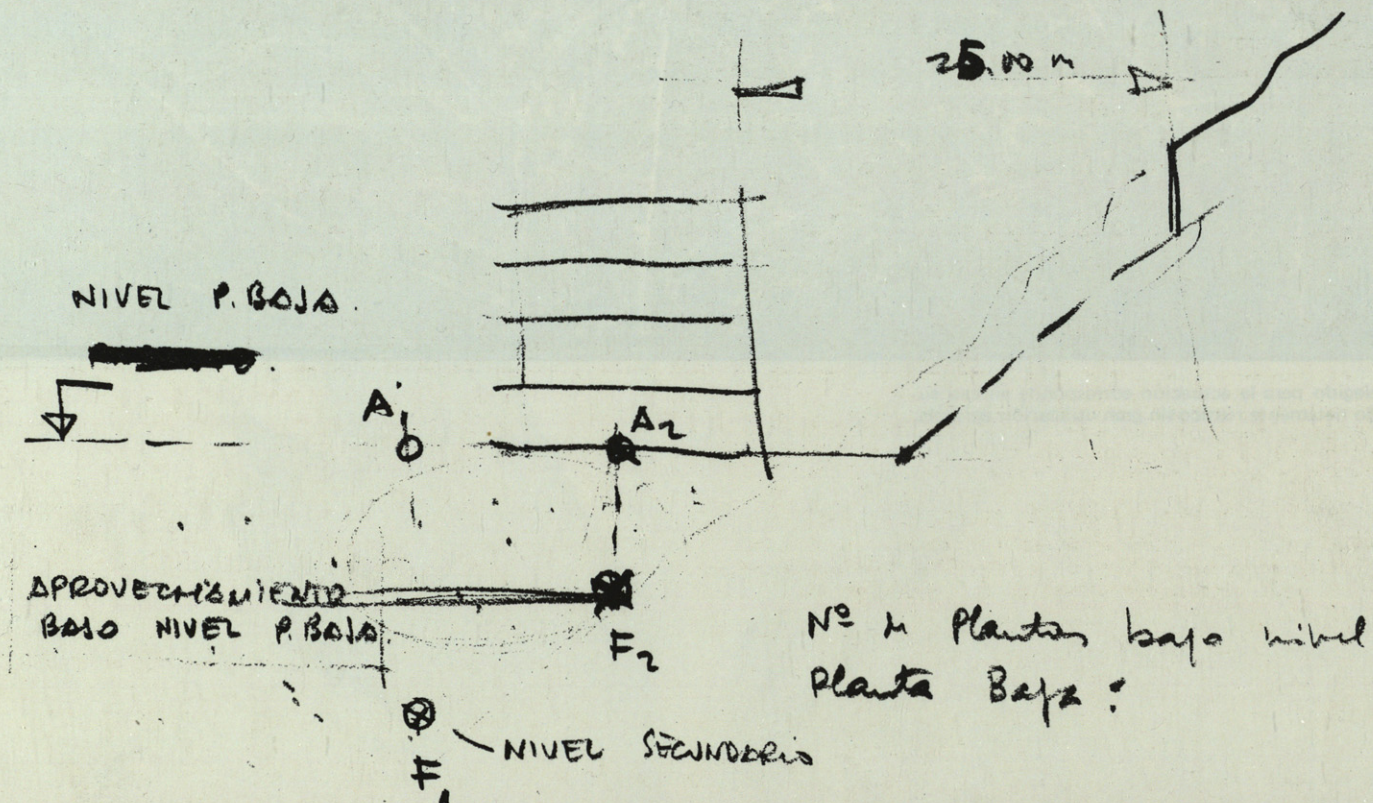 25.00 m
NIVEL P. BAJA.
A1
A2
APROVECHAMIENTO
BAJO NIVEL P. BAJA.
F2
Nº de Plantas bajo nivel
Planta Baja:
NIVEL SECUNDARIO
F1